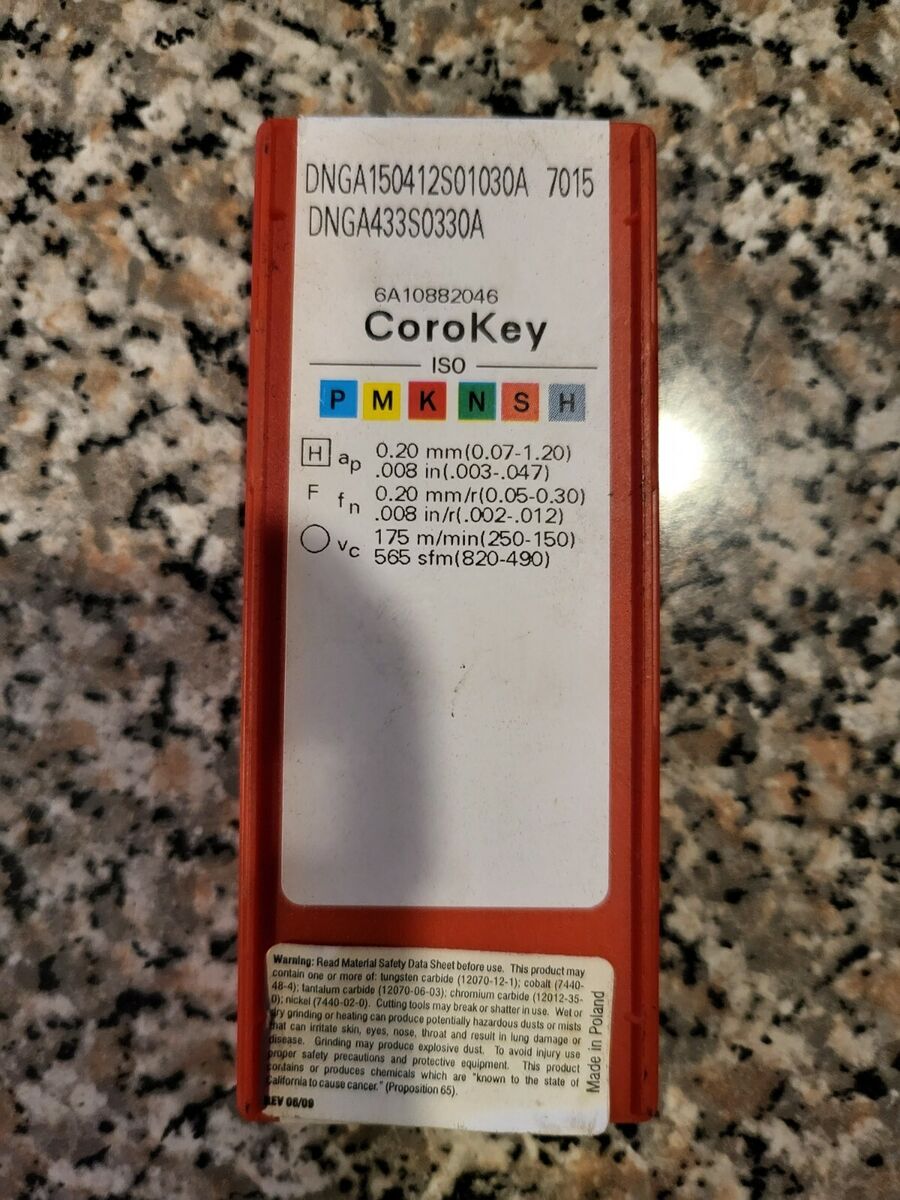 DNGA150412S01030A 7015
DNGA433S0330A
6A10882046
CoroKey
ISO
P M K N S H
H ap 0.20 mm(0.07-1.20)
.008 in(.003-.047)
F fn 0.20 mm/r(0.05-0.30)
.008 in/r(.002-.012)
vc 175 m/min(250-150)
565 sfm(820-490)
Warning: Read Material Safety Data Sheet before use. This product may
contain one or more of: tungsten carbide (12070-12-1); cobalt (7440-
48-4); tantalum carbide (12070-06-03); chromium carbide (12012-35-
0); nickel (7440-02-0). Cutting tools may break or shatter in use. Wet or
dry grinding or heating can produce potentially hazardous dusts or mists
that can irritate skin, eyes, nose, throat and result in lung damage or
disease. Grinding may produce explosive dust. To avoid injury use
proper safety precautions and protective equipment. This product
contains or produces chemicals which are "known to the state of
California to cause cancer." (Proposition 65).
REV 06/09
Made in Poland